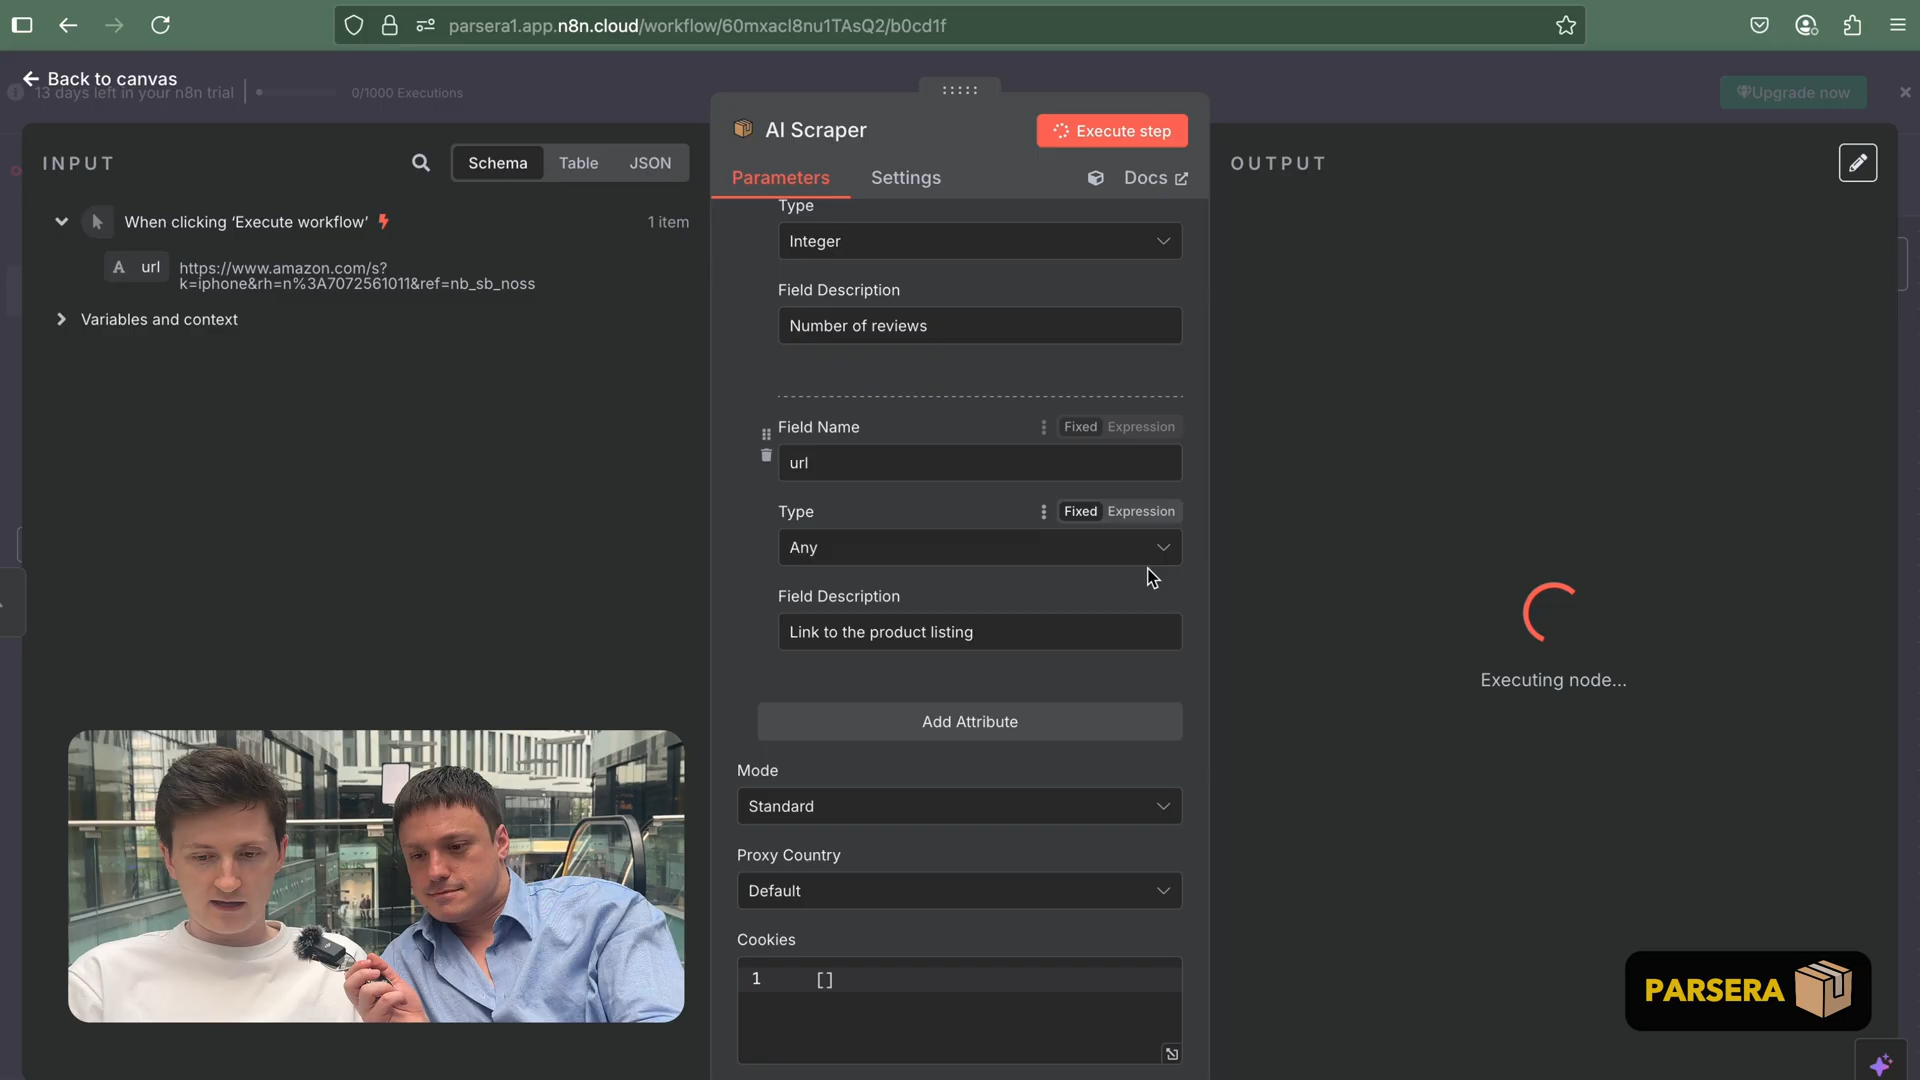 parsera1.app.n8n.cloud/workflow/60mxacI8nu1TAsQ2/b0cd1f
Back to canvas
13 days left in your n8n trial
0/1000 Executions
Upgrade now
INPUT
Schema
Table
JSON
When clicking ‘Execute workflow’
1 item
A url
https://www.amazon.com/s?
k=iphone&rh=n%3A7072561011&ref=nb_sb_noss
Variables and context
AI Scraper
Execute step
Parameters
Settings
Docs
Type
Integer
Field Description
Number of reviews
Field Name
Fixed Expression
url
Type
Fixed Expression
Any
Field Description
Link to the product listing
Add Attribute
Mode
Standard
Proxy Country
Default
Cookies
1 []
OUTPUT
Executing node...
PARSERA